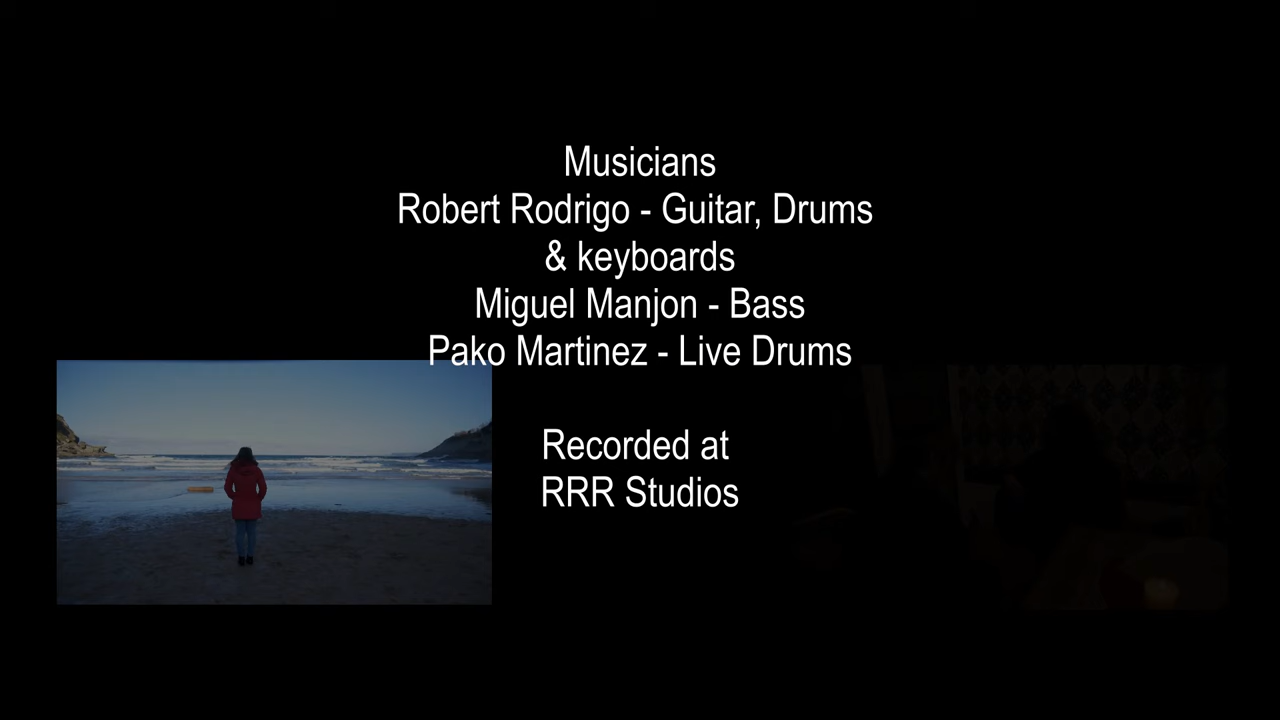 Musicians
Robert Rodrigo - Guitar, Drums
& keyboards
Miguel Manjon - Bass
Pako Martinez - Live Drums
Recorded at
RRR Studios